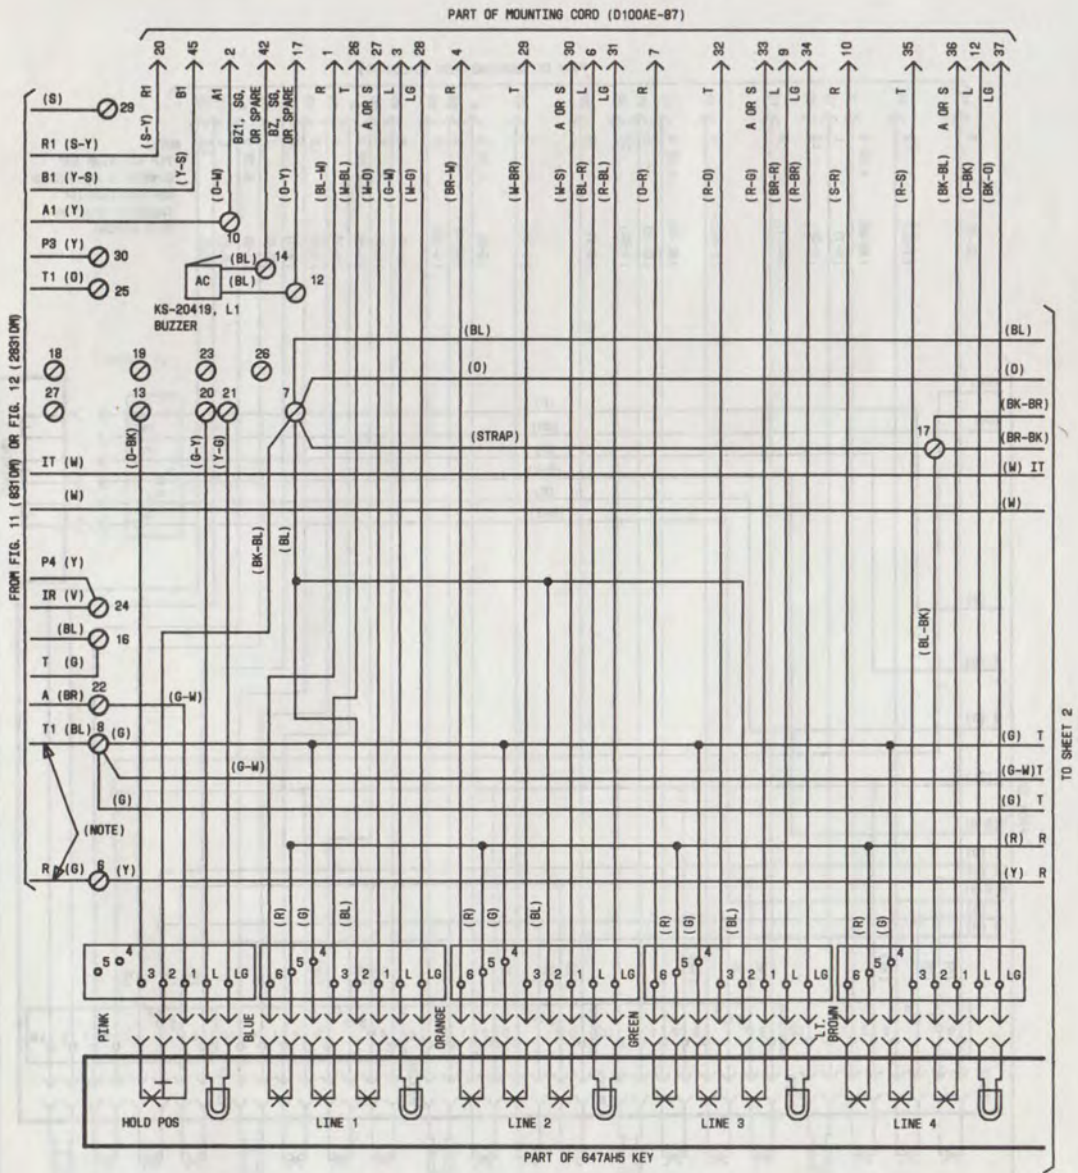 PART OF MOUNTING CORD (D100AE-87)
20 45 2 42 17 1 26 27 3 28 4 29 30 6 31 7 32 33 9 34 10 35 36 12 37
R1 B1 A1 BZ1, SG, OR SPARE BZ, SG, OR SPARE R T A OR S L LG R T A OR S L LG R T A OR S L LG R T A OR S L LG
(S-Y) (Y-S) (O-W) (O-Y) (BL-W) (W-BL) (W-O) (G-W) (W-G) (BR-W) (W-BR) (W-S) (BL-R) (R-BL) (O-R) (R-O) (R-G) (BR-R) (R-BR) (S-R) (R-S) (BK-BL) (O-BK) (BK-O)
FROM FIG. 11 (831DM) OR FIG. 12 (2831DM)
(S) 29
R1 (S-Y)
B1 (Y-S)
A1 (Y) 10
P3 (Y) 30
T1 (O) 25
AC (BL) 14
(BL) 12
KS-20419, L1
BUZZER
(BL) (BL)
18 19 23 26
(O) (O)
27 13 20 21 7
(O-BK) (G-Y) (Y-G)
(BK-BR)
(STRAP) 17 (BR-BK)
IT (W) (W) IT
(W) (W)
(BK-BL) (BL)
P4 (Y)
IR (V) 24
(BL) 16
T (G)
(BL-BK)
A (BR) 22 (G-W)
T1 (BL) 8 (G) (G) T
(G-W) (G-W)T
(G) (G) T
(NOTE)
(R) R
R (G) 6 (Y) (Y) R
TO SHEET 2
(R) (G) (BL) (R) (G) (BL) (R) (G) (BL) (R) (G)
5 4 3 2 1 L LG
6 5 4 3 2 1 L LG
6 5 4 3 2 1 L LG
6 5 4 3 2 1 L LG
6 5 4 3 2 1 L LG
PINK BLUE ORANGE GREEN LT. BROWN
HOLD POS LINE 1 LINE 2 LINE 3 LINE 4
PART OF 647AH5 KEY